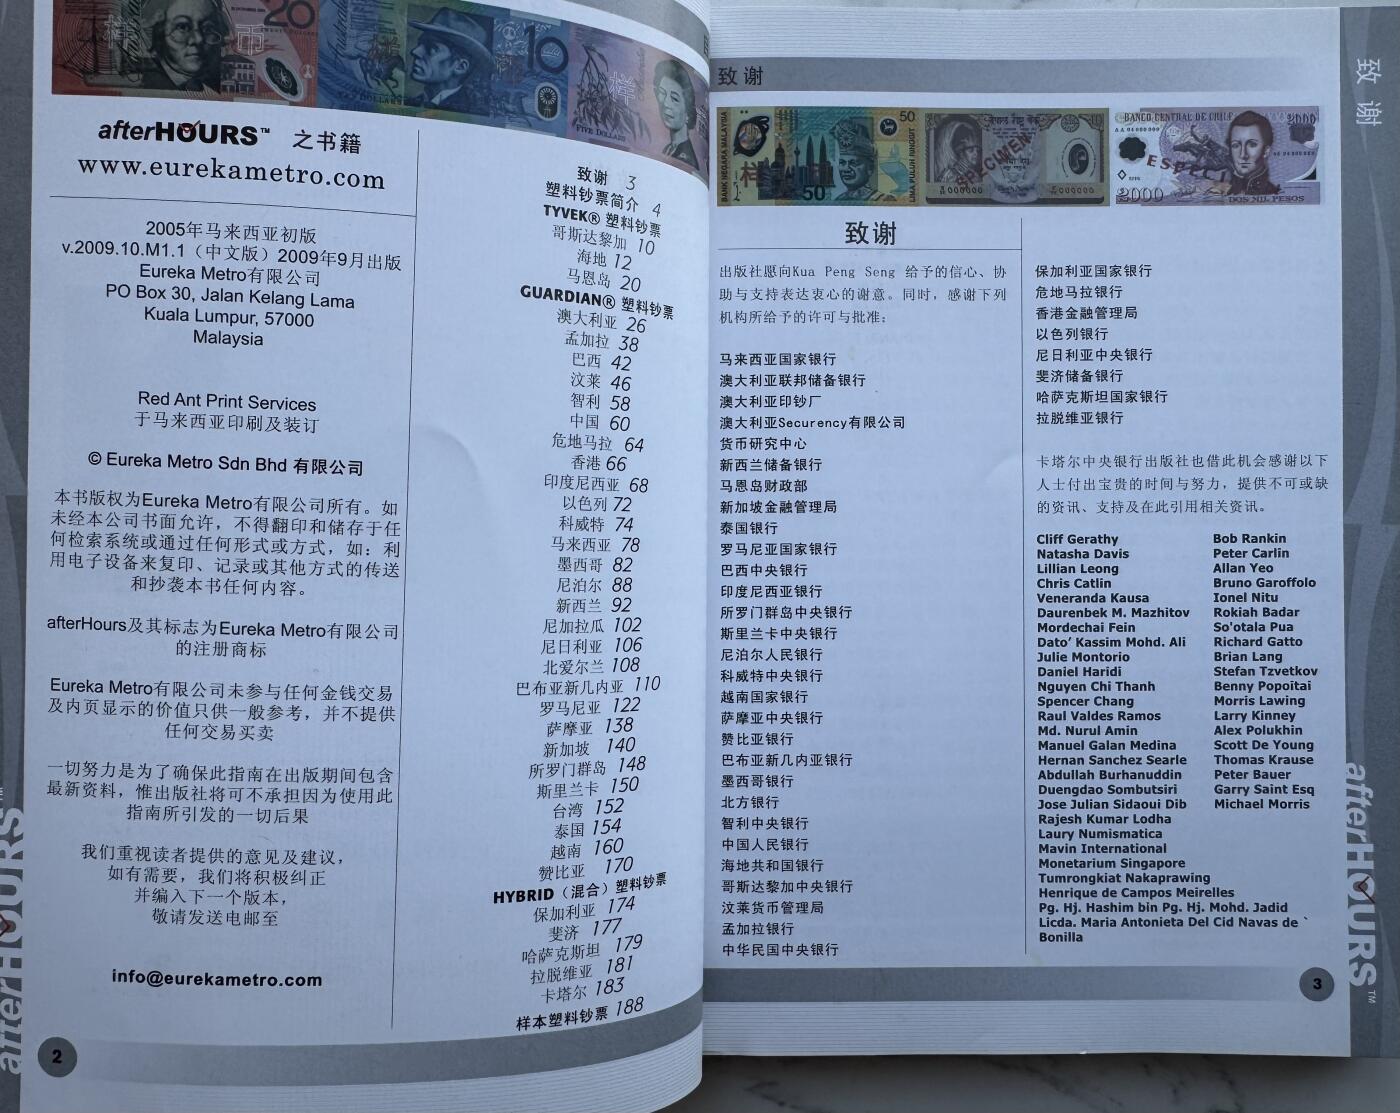 afterHOURS™ 之书籍
www.eurekametro.com
2005年马来西亚初版
v.2009.10.M1.1（中文版）2009年9月出版
Eureka Metro有限公司
PO Box 30, Jalan Kelang Lama
Kuala Lumpur, 57000
Malaysia
Red Ant Print Services
于马来西亚印刷及装订
© Eureka Metro Sdn Bhd 有限公司
本书版权为Eureka Metro有限公司所有。如
未经本公司书面允许，不得翻印和储存于任
何检索系统或通过任何形式或方式，如：利
用电子设备来复印、记录或其他方式的传送
和抄袭本书任何内容。
afterHours及其标志为Eureka Metro有限公司
的注册商标
Eureka Metro有限公司未参与任何金钱交易
及内页显示的价值只供一般参考，并不提供
任何交易买卖
一切努力是为了确保此指南在出版期间包含
最新资料，惟出版社将可不承担因为使用此
指南所引发的一切后果
我们重视读者提供的意见及建议，
如有需要，我们将积极纠正
并编入下一个版本，
敬请发送电邮至
info@eurekametro.com
2
致谢 3
塑料钞票简介 4
TYVEK® 塑料钞票
哥斯达黎加 10
海地 12
马恩岛 20
GUARDIAN® 塑料钞票
澳大利亚 26
孟加拉 38
巴西 42
汶莱 46
智利 58
中国 60
危地马拉 64
香港 66
印度尼西亚 68
以色列 72
科威特 74
马来西亚 78
墨西哥 82
尼泊尔 88
新西兰 92
尼加拉瓜 102
尼日利亚 106
北爱尔兰 108
巴布亚新几内亚 110
罗马尼亚 122
萨摩亚 138
新加坡 140
所罗门群岛 148
斯里兰卡 150
台湾 152
泰国 154
越南 160
赞比亚 170
HYBRID（混合）塑料钞票
保加利亚 174
斐济 177
哈萨克斯坦 179
拉脱维亚 181
卡塔尔 183
样本塑料钞票 188
20
样
币
10
TEN DOLLARS
样
FIVE DOLLARS
致谢
BANK NEGARA MALAYSIA
样
50
50
LIMA PULUH RINGGIT
SPECIMEN
000000
000000
BANCO CENTRAL DE CHILE
2000
ESPECI
2000
DOS MIL PESOS
致谢
出版社愿向Kua Peng Seng 给予的信心、协
助与支持表达衷心的谢意。同时，感谢下列
机构所给予的许可与批准：
马来西亚国家银行
澳大利亚联邦储备银行
澳大利亚印钞厂
澳大利亚Securency有限公司
货币研究中心
新西兰储备银行
马恩岛财政部
新加坡金融管理局
泰国银行
罗马尼亚国家银行
巴西中央银行
印度尼西亚银行
所罗门群岛中央银行
斯里兰卡中央银行
尼泊尔人民银行
科威特中央银行
越南国家银行
萨摩亚中央银行
赞比亚银行
巴布亚新几内亚银行
墨西哥银行
北方银行
智利中央银行
中国人民银行
海地共和国银行
哥斯达黎加中央银行
汶莱货币管理局
孟加拉银行
中华民国中央银行
保加利亚国家银行
危地马拉银行
香港金融管理局
以色列银行
尼日利亚中央银行
斐济储备银行
哈萨克斯坦国家银行
拉脱维亚银行
卡塔尔中央银行出版社也借此机会感谢以下
人士付出宝贵的时间与努力，提供不可或缺
的资讯、支持及在此引用相关资讯。
Cliff Gerathy
Natasha Davis
Lillian Leong
Chris Catlin
Veneranda Kausa
Daurenbek M. Mazhitov
Mordechai Fein
Dato' Kassim Mohd. Ali
Julie Montorio
Daniel Haridi
Nguyen Chi Thanh
Spencer Chang
Raul Valdes Ramos
Md. Nurul Amin
Manuel Galan Medina
Hernan Sanchez Searle
Abdullah Burhanuddin
Duengdao Sombutsiri
Jose Julian Sidaoui Dib
Rajesh Kumar Lodha
Laury Numismatica
Mavin International
Monetarium Singapore
Tumrongkiat Nakaprawing
Henrique de Campos Meirelles
Pg. Hj. Hashim bin Pg. Hj. Mohd. Jadid
Licda. Maria Antonieta Del Cid Navas de `
Bonilla
Bob Rankin
Peter Carlin
Allan Yeo
Bruno Garoffolo
Ionel Nitu
Rokiah Badar
So'otala Pua
Richard Gatto
Brian Lang
Stefan Tzvetkov
Benny Popoitai
Morris Lawing
Larry Kinney
Alex Polukhin
Scott De Young
Thomas Krause
Peter Bauer
Garry Saint Esq
Michael Morris
3
致谢
afterHOURS™
afterHOURS